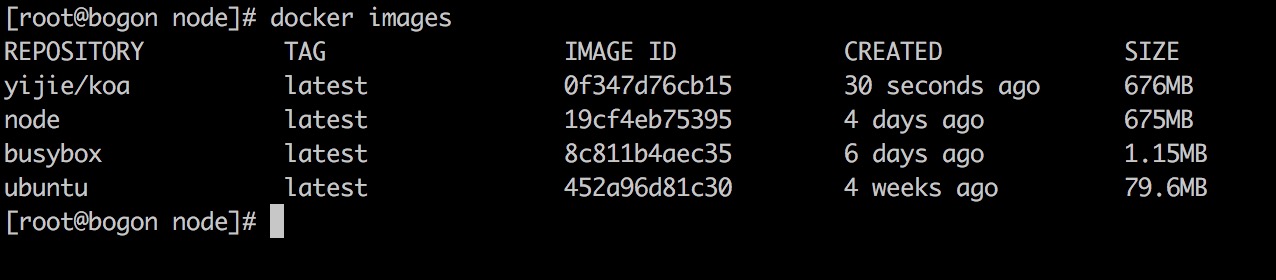 [root@bogon node]# docker images
REPOSITORY TAG IMAGE ID CREATED SIZE
yijie/koa latest 0f347d76cb15 30 seconds ago 676MB
node latest 19cf4eb75395 4 days ago 675MB
busybox latest 8c811b4aec35 6 days ago 1.15MB
ubuntu latest 452a96d81c30 4 weeks ago 79.6MB
[root@bogon node]#